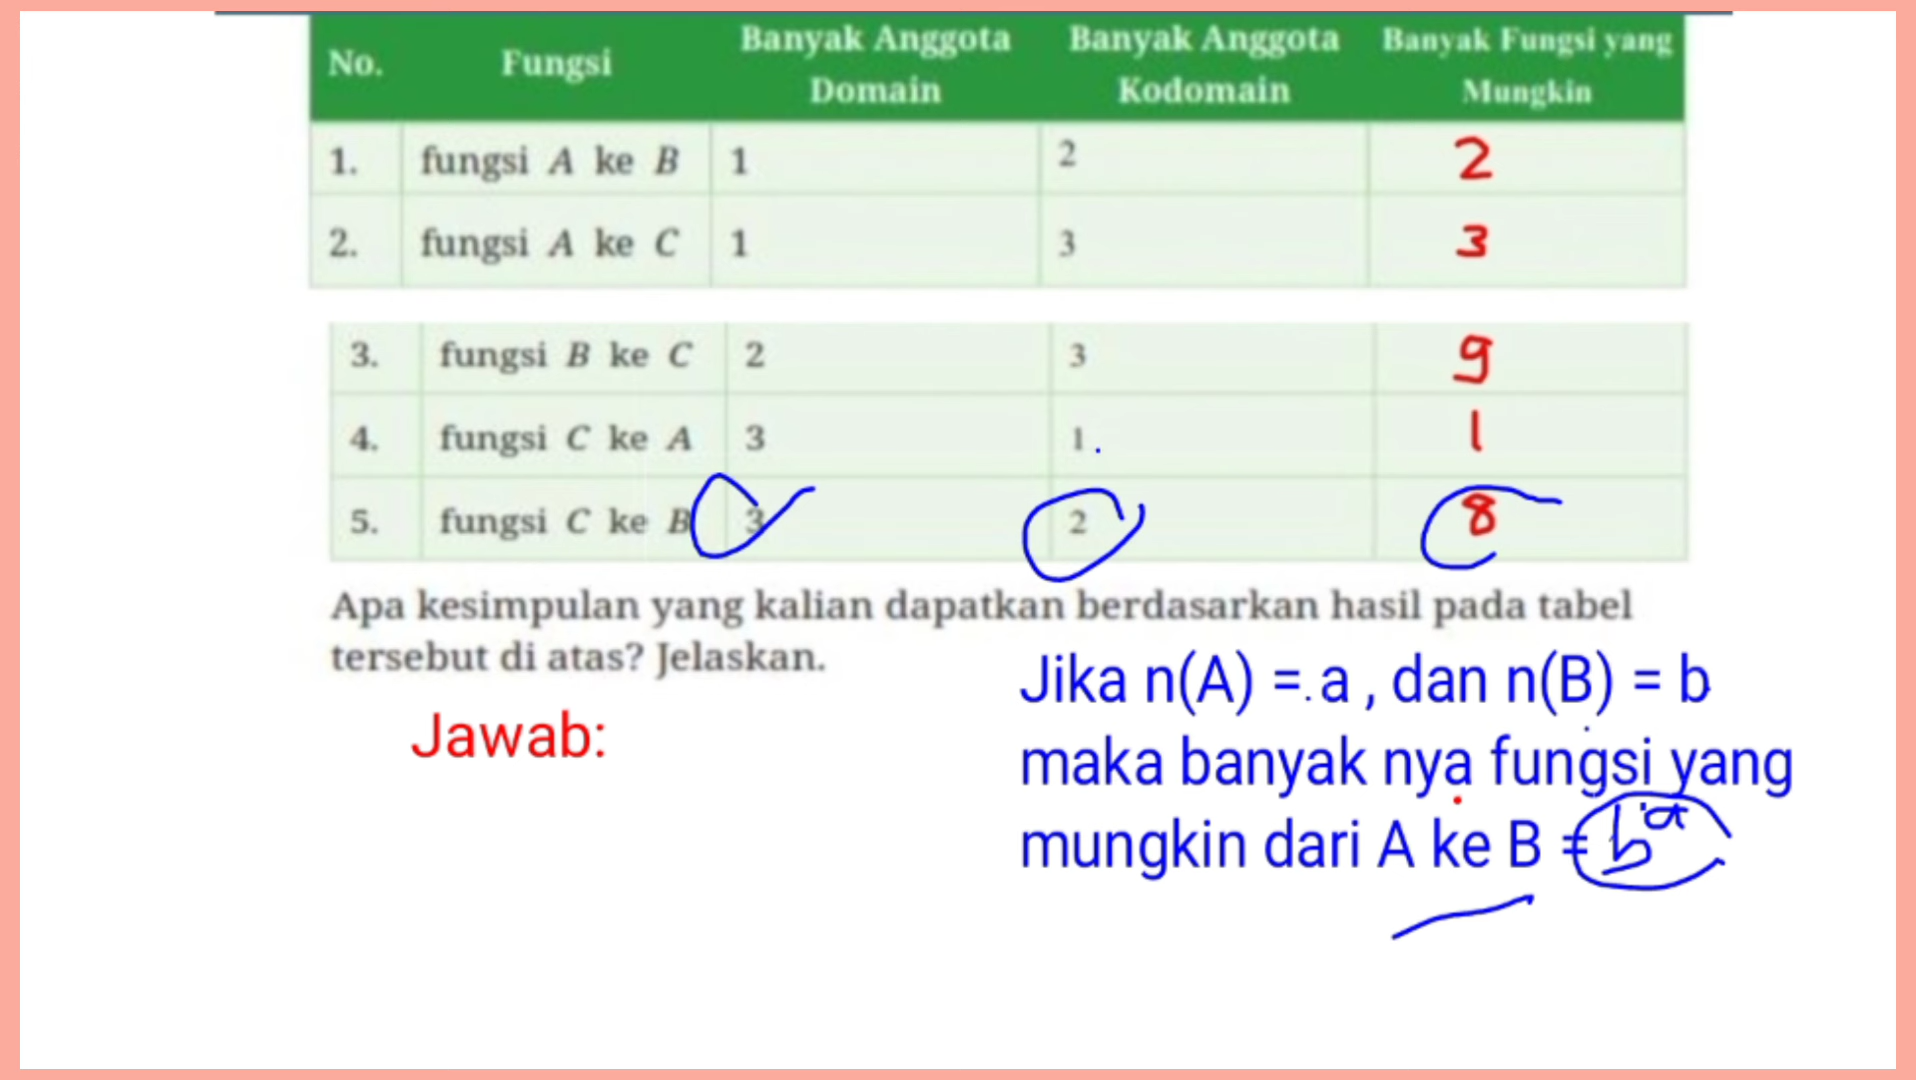 No. Fungsi Banyak Anggota Domain Banyak Anggota Kodomain Banyak Fungsi yang Mungkin
1. fungsi A ke B 1 2 2
2. fungsi A ke C 1 3 3
3. fungsi B ke C 2 3 9
4. fungsi C ke A 3 1 1
5. fungsi C ke B 3 2 8
Apa kesimpulan yang kalian dapatkan berdasarkan hasil pada tabel
tersebut di atas? Jelaskan.
Jawab:
Jika n(A) = a , dan n(B) = b
maka banyak nya fungsi yang
mungkin dari A ke B = bᵃ